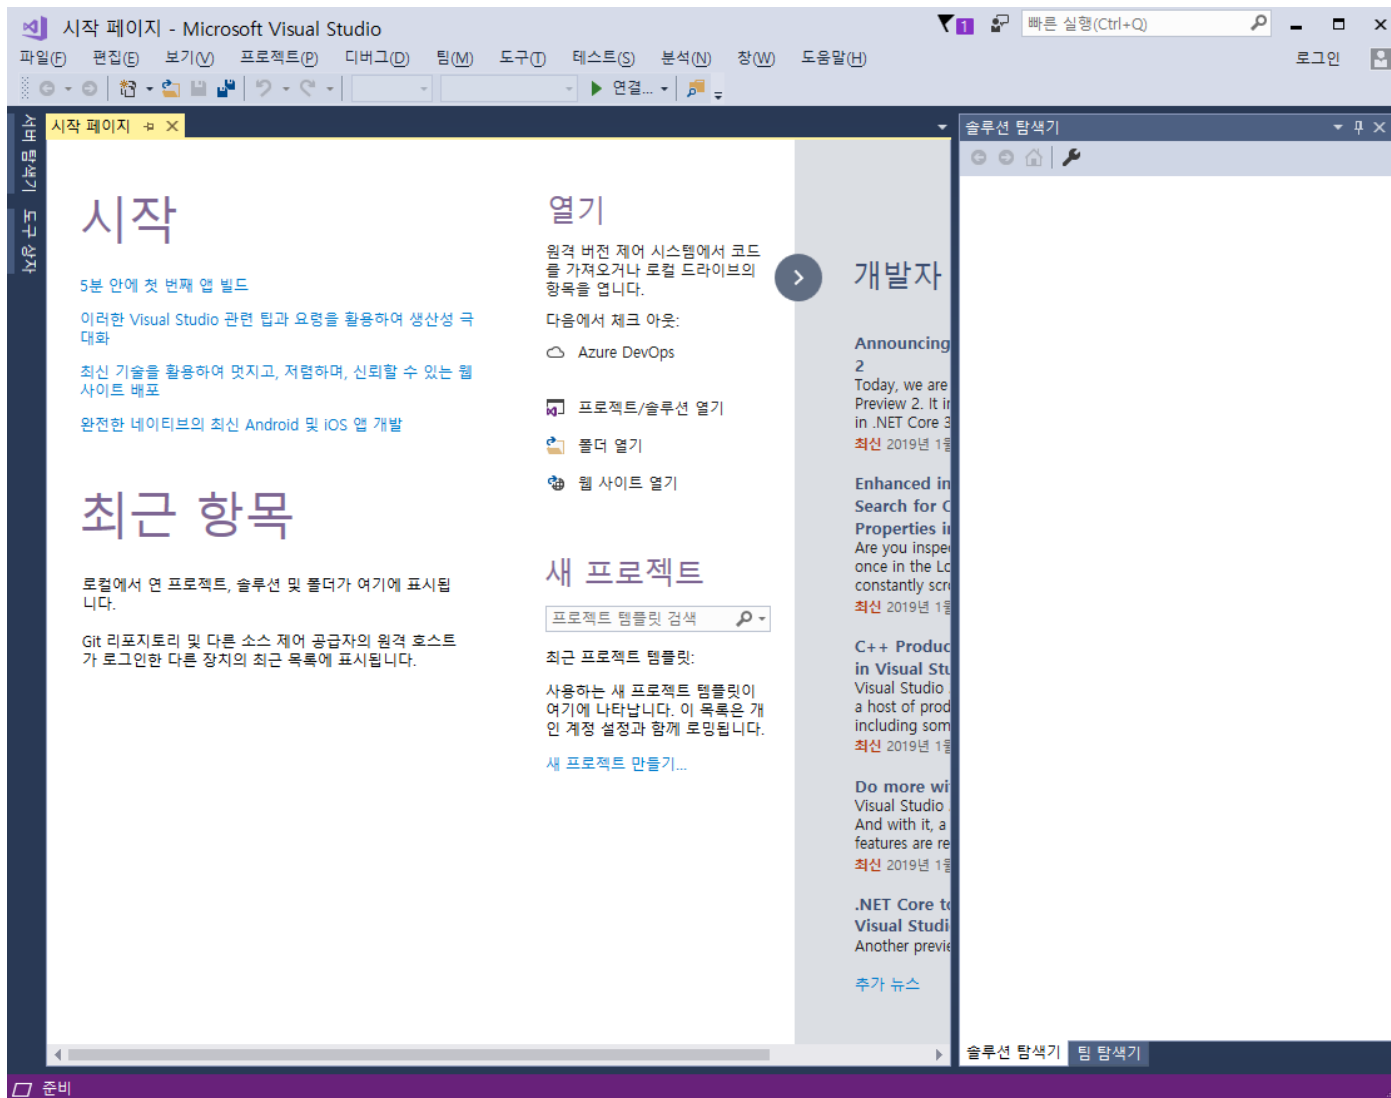 시작 페이지 - Microsoft Visual Studio
1
빠른 실행(Ctrl+Q)
파일(F) 편집(E) 보기(V) 프로젝트(P) 디버그(D) 팀(M) 도구(T) 테스트(S) 분석(N) 창(W) 도움말(H)
로그인
연결...
서버 탐색기
도구 상자
시작 페이지
시작
5분 안에 첫 번째 앱 빌드
이러한 Visual Studio 관련 팁과 요령을 활용하여 생산성 극
대화
최신 기술을 활용하여 멋지고, 저렴하며, 신뢰할 수 있는 웹
사이트 배포
완전한 네이티브의 최신 Android 및 iOS 앱 개발
최근 항목
로컬에서 연 프로젝트, 솔루션 및 폴더가 여기에 표시됩
니다.
Git 리포지토리 및 다른 소스 제어 공급자의 원격 호스트
가 로그인한 다른 장치의 최근 목록에 표시됩니다.
열기
원격 버전 제어 시스템에서 코드
를 가져오거나 로컬 드라이브의
항목을 엽니다.
다음에서 체크 아웃:
Azure DevOps
프로젝트/솔루션 열기
폴더 열기
웹 사이트 열기
새 프로젝트
프로젝트 템플릿 검색
최근 프로젝트 템플릿:
사용하는 새 프로젝트 템플릿이
여기에 나타납니다. 이 목록은 개
인 계정 설정과 함께 로밍됩니다.
새 프로젝트 만들기...
개발자
Announcing
2
Today, we are
Preview 2. It
in .NET Core 3
최신 2019년 1월
Enhanced in
Search for
Properties
Are you
once in the
constantly
최신 2019년 1월
C++
in Visual
Visual Studio
a host of
including
최신 2019년 1월
Do more
Visual Studio
And with it, a
features are
최신 2019년 1월
.NET Core
Visual
Another
추가 뉴스
솔루션 탐색기
솔루션 탐색기
팀 탐색기
준비